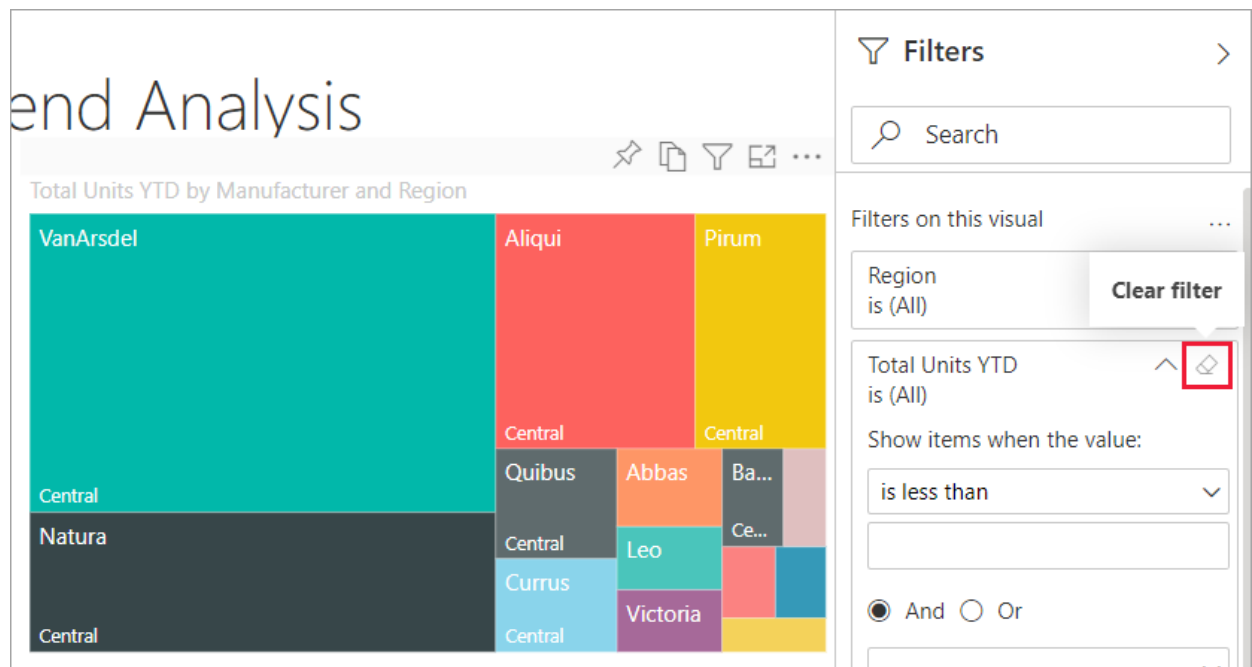 end Analysis
Total Units YTD by Manufacturer and Region
VanArsdel
Central
Natura
Central
Aliqui
Central
Pirum
Central
Quibus
Central
Currus
Central
Abbas
Leo
Victoria
Ba...
Ce...
Filters
Search
Filters on this visual
Region
is (All)
Clear filter
Total Units YTD
is (All)
Show items when the value:
is less than
And Or